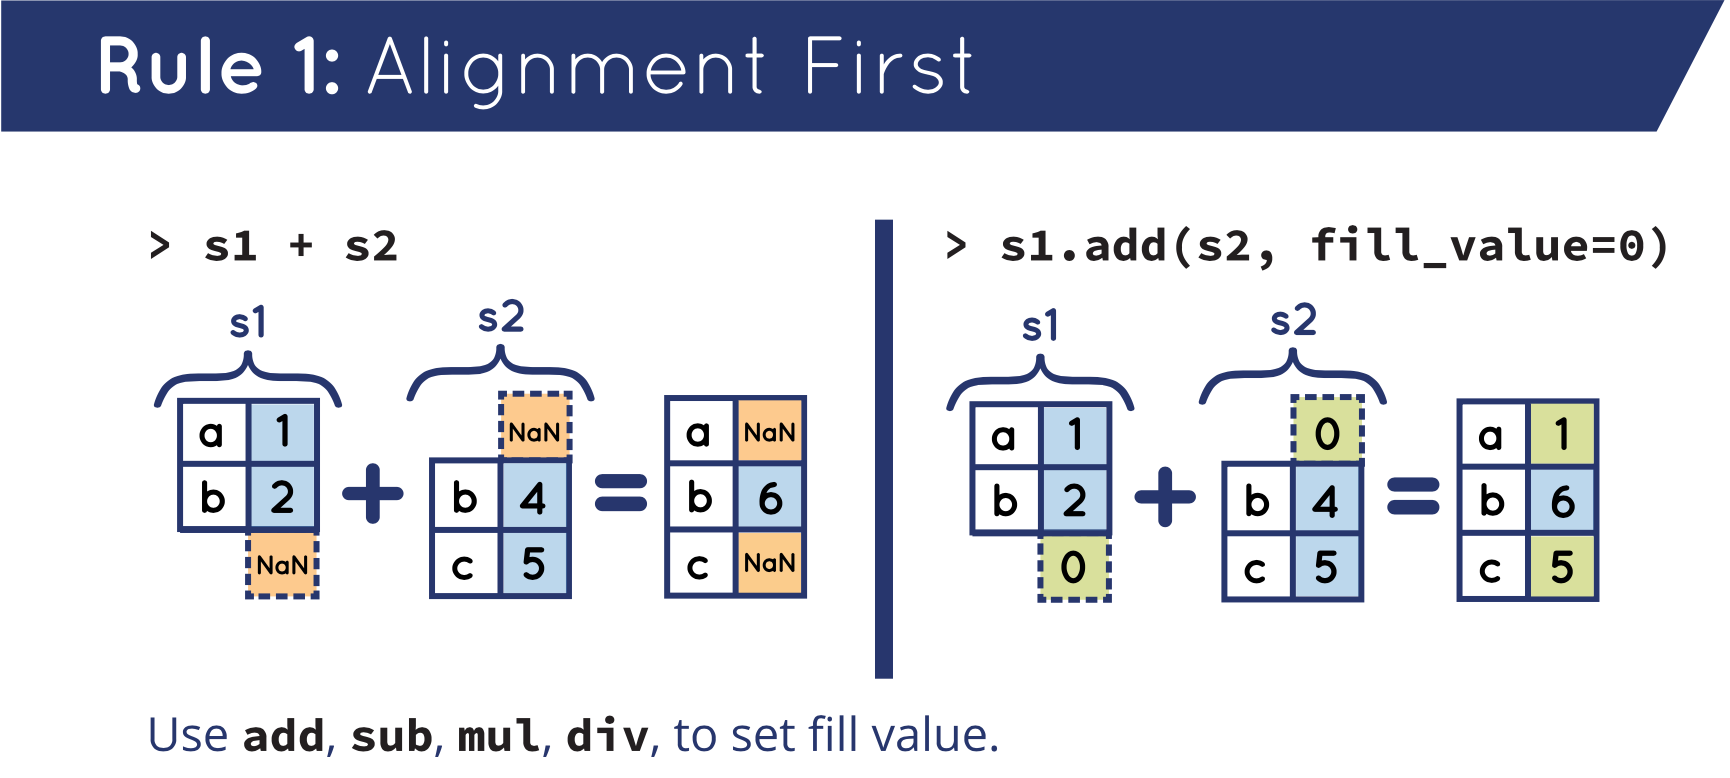 Rule 1: Alignment First
> s1 + s2
s1
s2
a 1
b 2
NaN
+
NaN
b 4
c 5
=
a NaN
b 6
c NaN
> s1.add(s2, fill_value=0)
s1
s2
a 1
b 2
0
+
0
b 4
c 5
=
a 1
b 6
c 5
Use add, sub, mul, div, to set fill value.